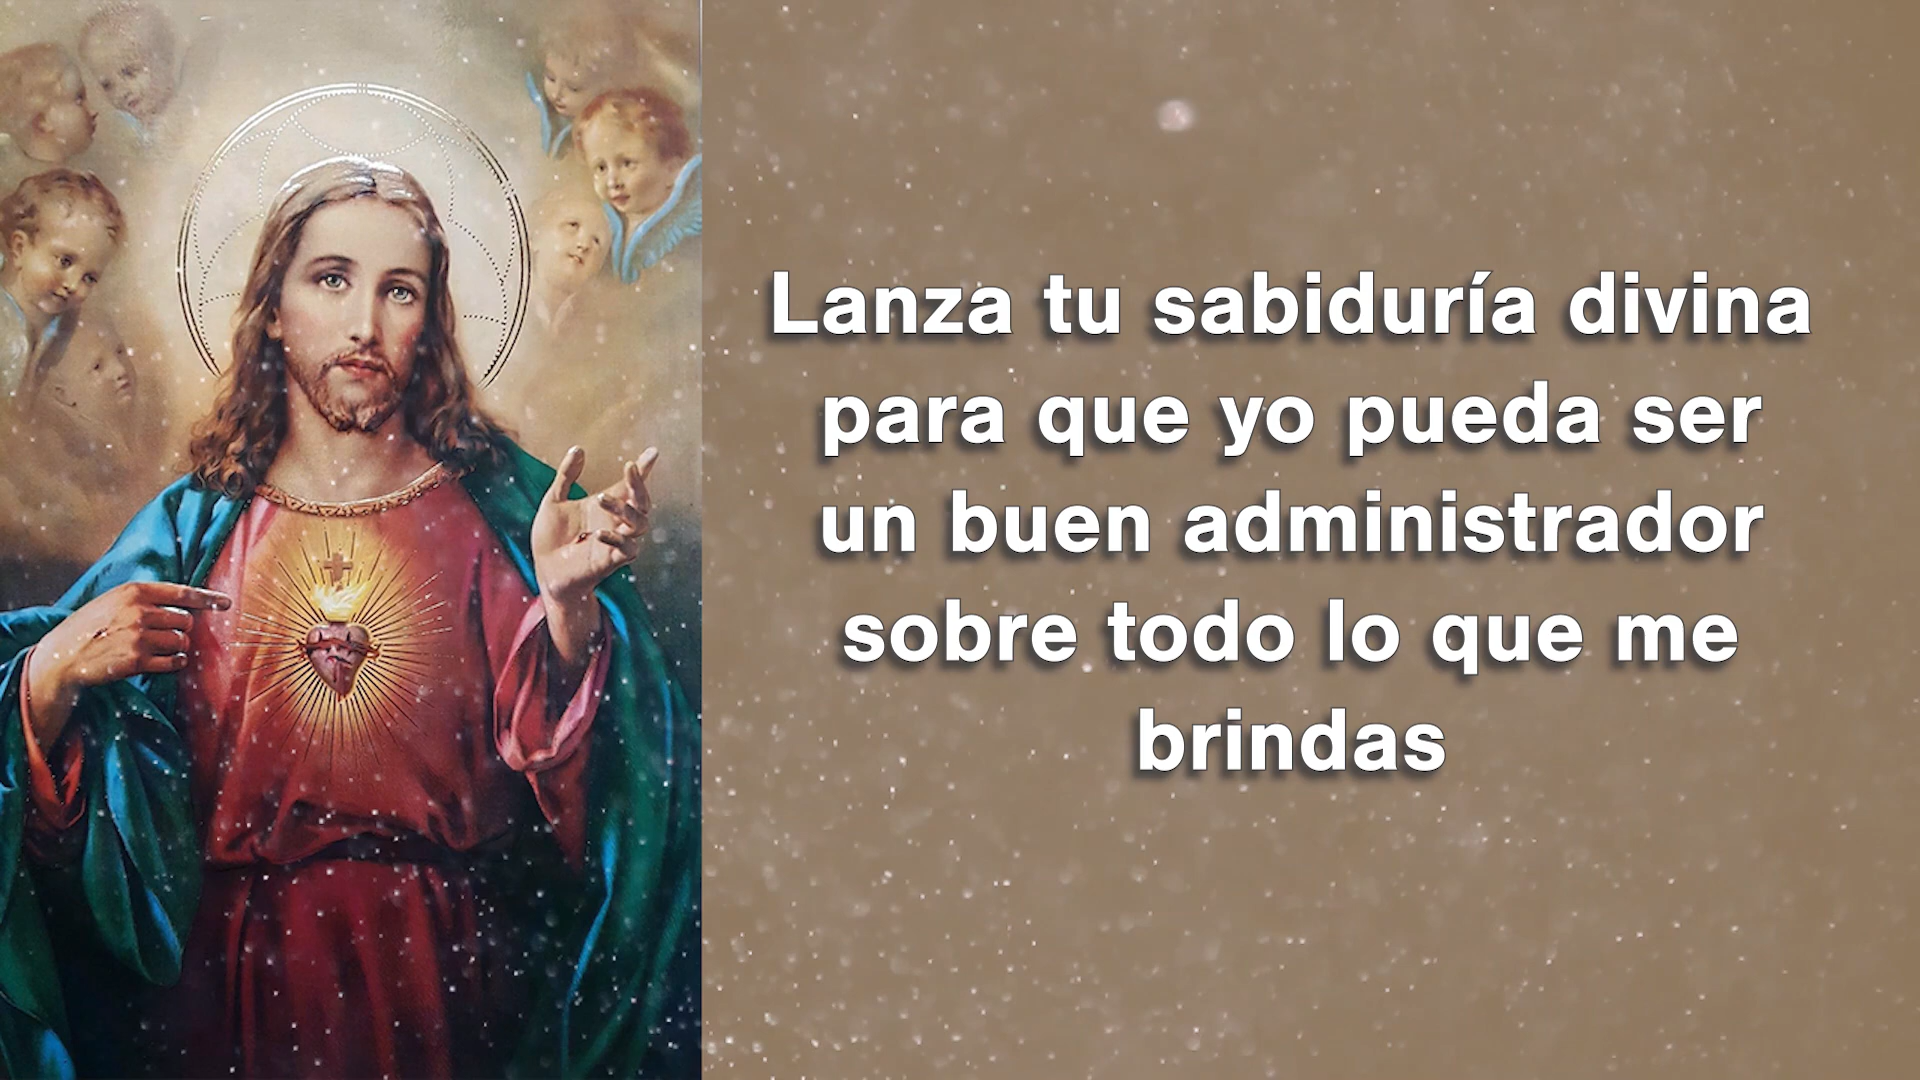 Lanza tu sabiduría divina
para que yo pueda ser
un buen administrador
sobre todo lo que me
brindas